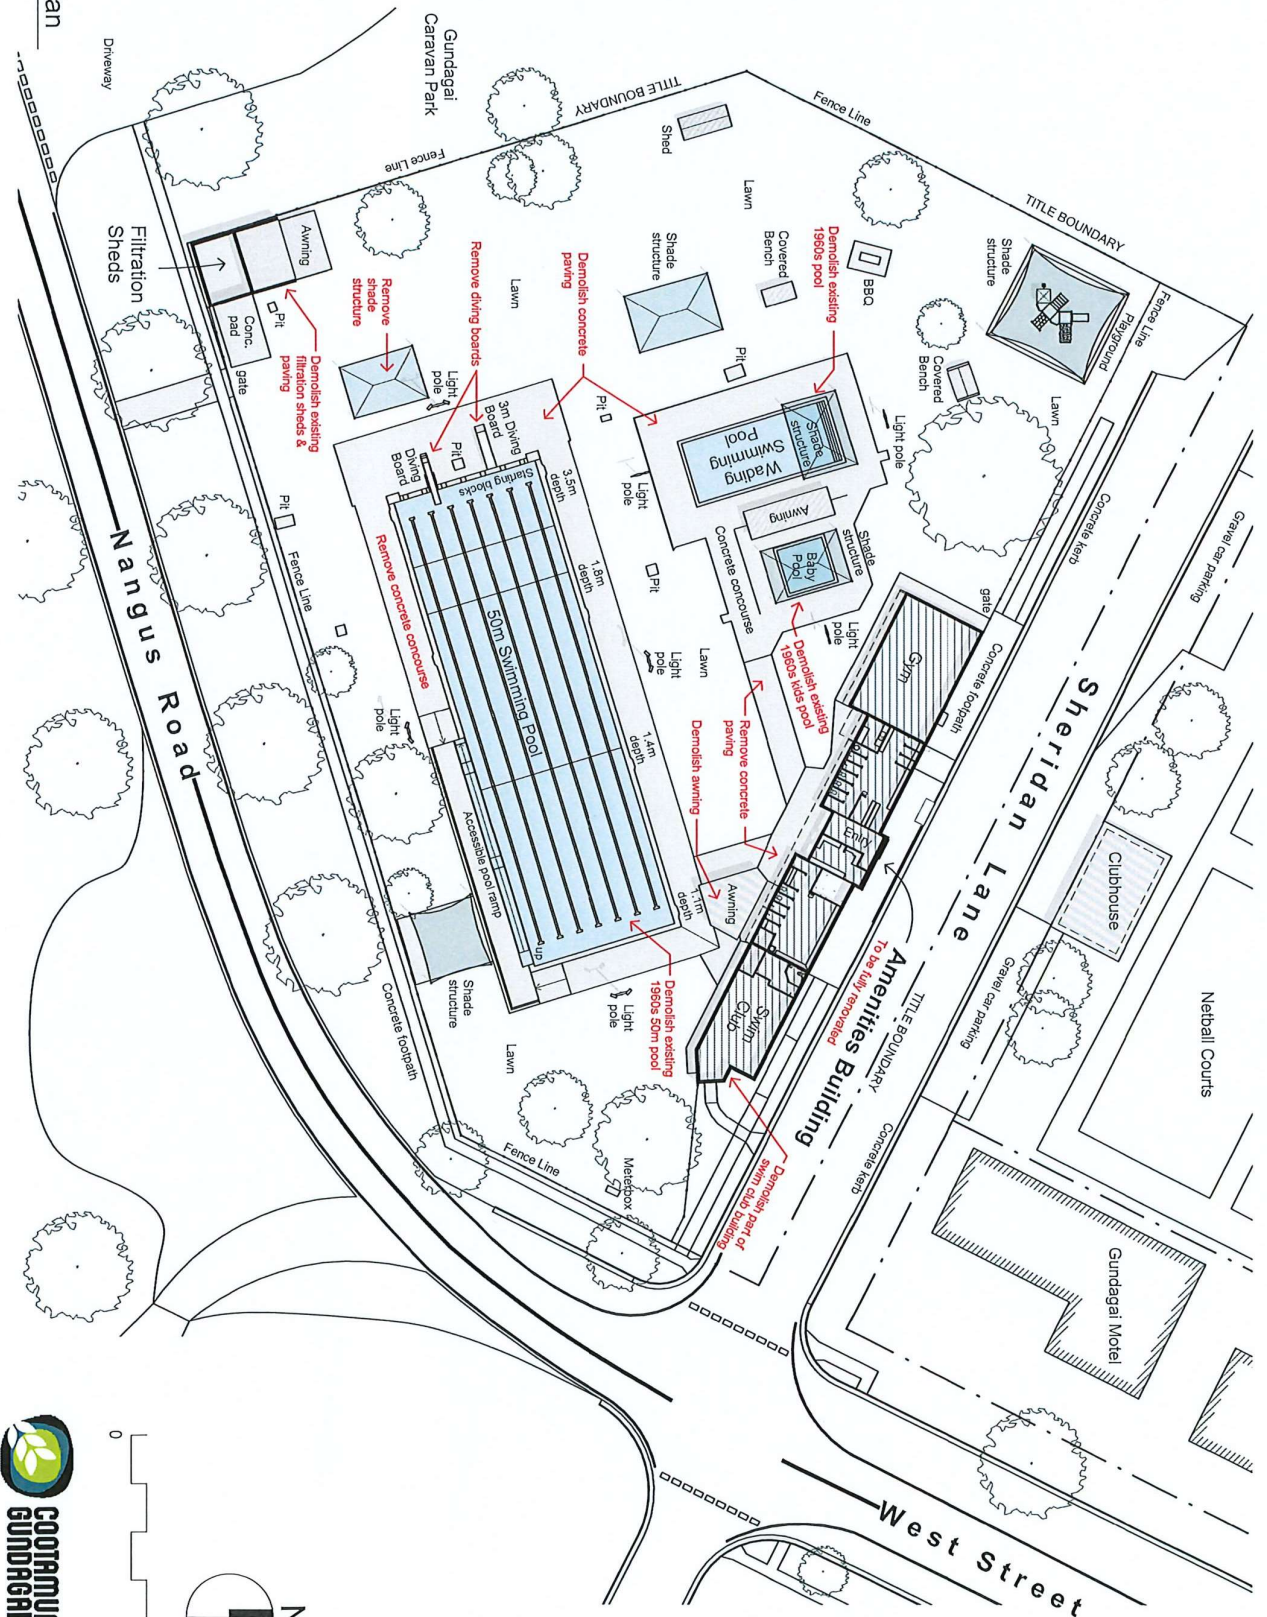 an
Driveway
Gundagai
Caravan Park
TITLE BOUNDARY
Fence Line
Shed
Fence Line
TITLE BOUNDARY
Lawn
Shade
structure
Playground
Fence Line
Covered
Bench
BBQ
Covered
Bench
Lawn
Shade
structure
Demolish existing
1960s pool
Demolish concrete
paving
Remove diving boards
Lawn
Remove
shade
structure
Awning
Filtration
Sheds
Pit
Conc.
pad
gate
Demolish existing
filtration sheds &
paving
Light
pole
3m Diving
Board
Pit
Diving
Board
Starting blocks
3.5m
depth
Pit
Pit
Light
pole
Wading
Swimming
Pool
Shade
structure
Light pole
Awning
Shade
structure
Baby
Pool
Concrete concourse
Pit
1.8m
depth
Light
pole
Demolish existing
1960s kids pool
Lawn
Light
pole
Remove concrete
paving
Demolish awning
1.4m
depth
50m Swimming Pool
Remove concrete concourse
Pit
Fence Line
Light
pole
Accessible pool ramp
up
1.1m
depth
Awning
Demolish existing
1960s 50m pool
Light
pole
Shade
structure
Lawn
Concrete footpath
Fence Line
Meterbox
Gym
gate
Concrete footpath
Entry
Swim
Club
Amenities Building
To be fully renovated
TITLE BOUNDARY
Demolish part of
swim club building
Concrete kerb
Gravel car parking
Sheridan Lane
Clubhouse
Gravel car parking
Concrete kerb
Netball Courts
Gundagai Motel
Nangus Road
West Street
0
N
COOTAMU
GUNDAGAI